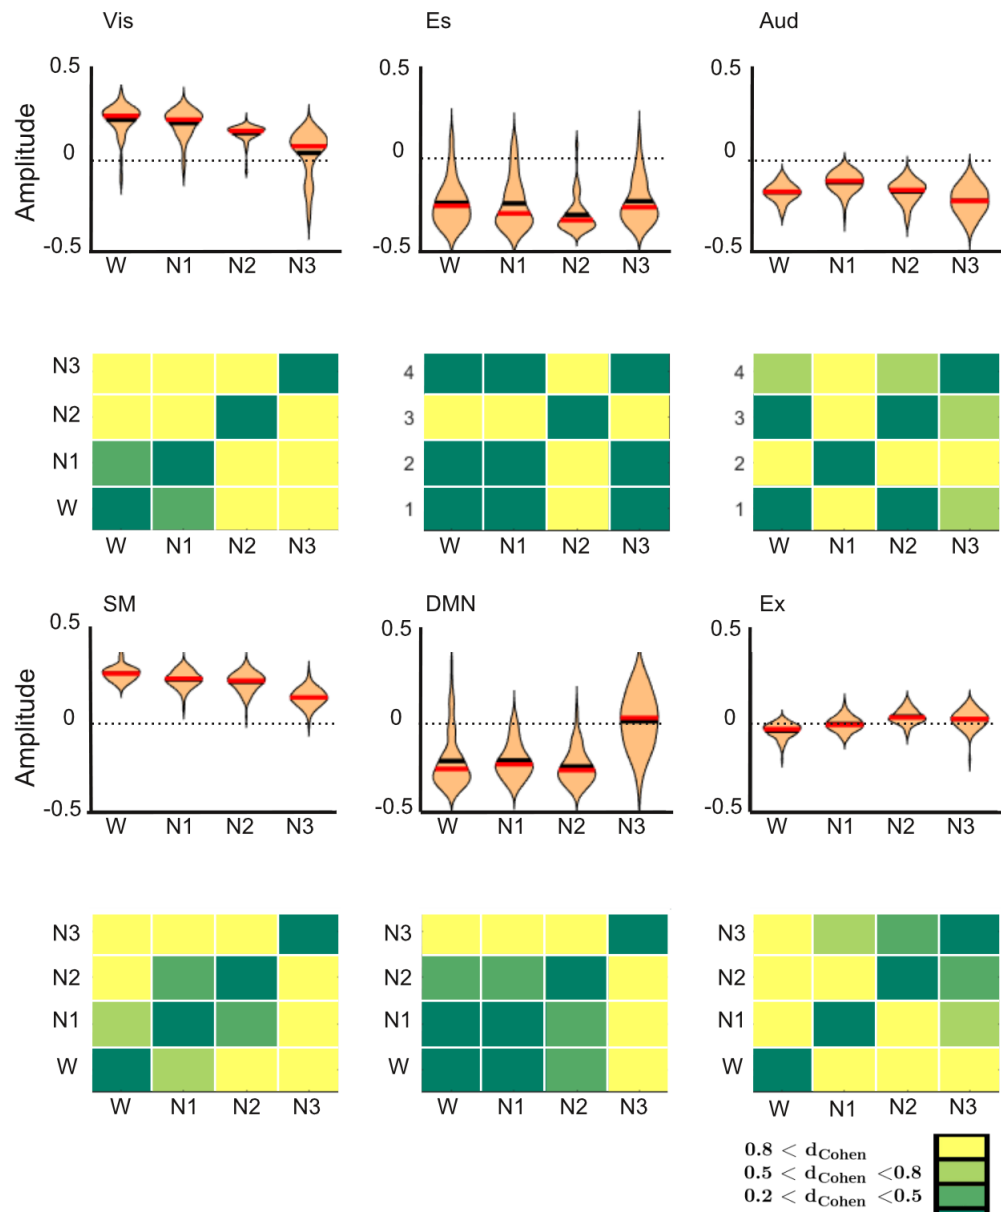 Vis Es Aud
0.5 0.5 0.5
Amplitude
0 0 0
-0.5 -0.5 -0.5
W N1 N2 N3 W N1 N2 N3 W N1 N2 N3
N3 4 4
N2 3 3
N1 2 2
W 1 1
W N1 N2 N3 W N1 N2 N3 W N1 N2 N3
SM DMN Ex
0.5 0.5 0.5
Amplitude
0 0 0
-0.5 -0.5 -0.5
W N1 N2 N3 W N1 N2 N3 W N1 N2 N3
N3 N3 N3
N2 N2 N2
N1 N1 N1
W W W
W N1 N2 N3 W N1 N2 N3 W N1 N2 N3
0.8 < d_Cohen
0.5 < d_Cohen <0.8
0.2 < d_Cohen <0.5